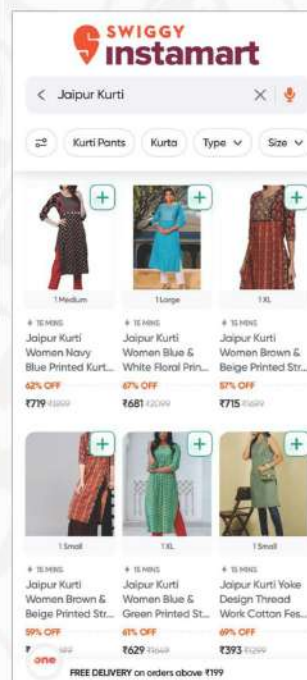 SWIGGY
instamart
Jaipur Kurti
Kurti Pants
Kurta
Type
Size
1 Medium
1 Large
1 XL
15 MINS
15 MINS
15 MINS
Jaipur Kurti
Women Navy
Blue Printed Kurt...
Jaipur Kurti
Women Blue &
White Floral Prin...
Jaipur Kurti
Women Brown &
Beige Printed Str...
62% OFF
67% OFF
57% OFF
₹719
₹681 ₹2099
₹715 ₹1699
1 Small
1 XL
1 Small
15 MINS
15 MINS
15 MINS
Jaipur Kurti
Women Brown &
Beige Printed Str...
Jaipur Kurti
Women Blue &
Green Printed St...
Jaipur Kurti Yoke
Design Thread
Work Cotton Fes...
59% OFF
61% OFF
69% OFF
₹629 ₹1649
₹393 ₹1299
one
FREE DELIVERY on orders above ₹199